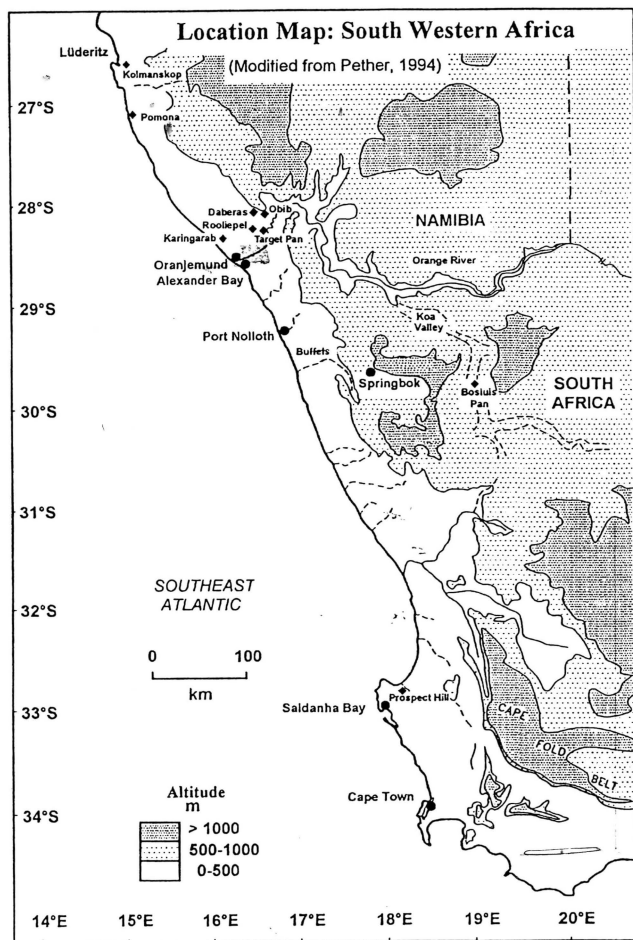 Location Map: South Western Africa
(Moditied from Pether, 1994)
Lüderitz
Kolmanskop
27°S
Pomona
28°S
Daberas
Obib
Rooliepel
Karingarab
Target Pan
NAMIBIA
Oranjemund
Orange River
Alexander Bay
29°S
Port Nolloth
Koa
Valley
Buffels
Springbok
SOUTH
AFRICA
Bosiuis
Pan
30°S
31°S
SOUTHEAST
ATLANTIC
32°S
0 100
km
Prospect Hill
Saldanha Bay
33°S
CAPE
FOLD
BELT
Cape Town
34°S
Altitude
m
> 1000
500-1000
0-500
14°E 15°E 16°E 17°E 18°E 19°E 20°E